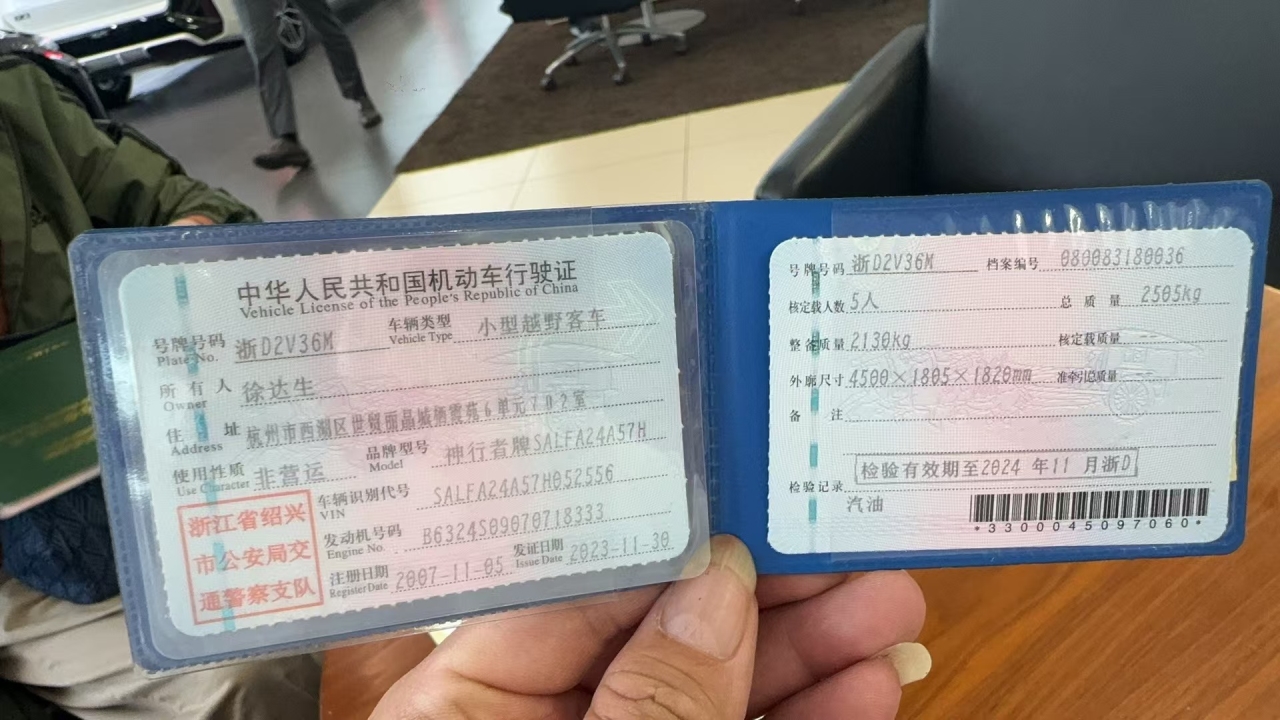 中华人民共和国机动车行驶证
Vehicle License of the People's Republic of China
号牌号码 Plate No. 浙D2V36M 车辆类型 Vehicle Type 小型越野客车
所有人 Owner 徐达生
住址 Address 杭州市西湖区世贸丽晶城栖霞苑6单元702室
使用性质 Use Character 非营运 品牌型号 Model 神行者牌SALFA24A57H
浙江省绍兴
市公安局交
通警察支队
车辆识别代号 VIN SALFA24A57H052556
发动机号码 Engine No. B6324S09070718333
注册日期 Register Date 2007-11-05 发证日期 Issue Date 2023-11-30
号牌号码 浙D2V36M 档案编号 080083180036
核定载人数 5人 总质量 2505kg
整备质量 2130kg 核定载质量
外廓尺寸 4500×1805×1820mm 准牵引总质量
备注
检验有效期至2024 年11 月浙D
检验记录
汽油
*3300045097060*